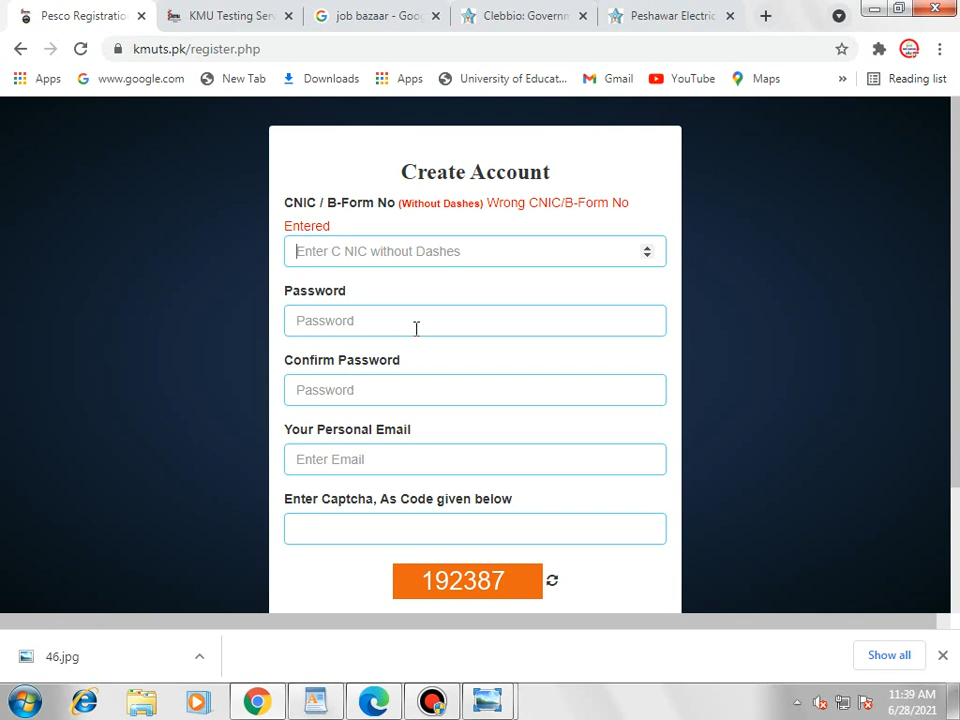 Pesco Registratio
KMU Testing Serv
job bazaar - Goog
Clebbio: Governm
Peshawar Electric
kmuts.pk/register.php
Apps
www.google.com
New Tab
Downloads
Apps
University of Educat...
Gmail
YouTube
Maps
»
Reading list
Create Account
CNIC / B-Form No (Without Dashes) Wrong CNIC/B-Form No
Entered
Enter C NIC without Dashes
Password
Password
Confirm Password
Password
Your Personal Email
Enter Email
Enter Captcha, As Code given below
192387
46.jpg
Show all
11:39 AM
6/28/2021